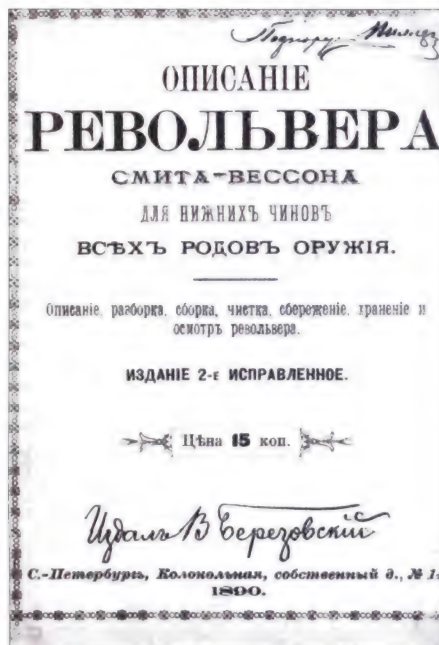 ОПИСАНІЕ
РЕВОЛЬВЕРА
СМИТА-ВЕССОНА
ДЛЯ НИЖНИХЪ ЧИНОВЪ
ВСѢХЪ РОДОВЪ ОРУЖІЯ.
Описаніе, разборка, сборка, чистка, сбереженіе, храненіе и
осмотръ револьвера.
ИЗДАНІЕ 2-е ИСПРАВЛЕННОЕ.
Цѣна 15 коп.
Издалъ В Березовскій
С.-Петербургъ, Колокольная, собственный д., №
1890.